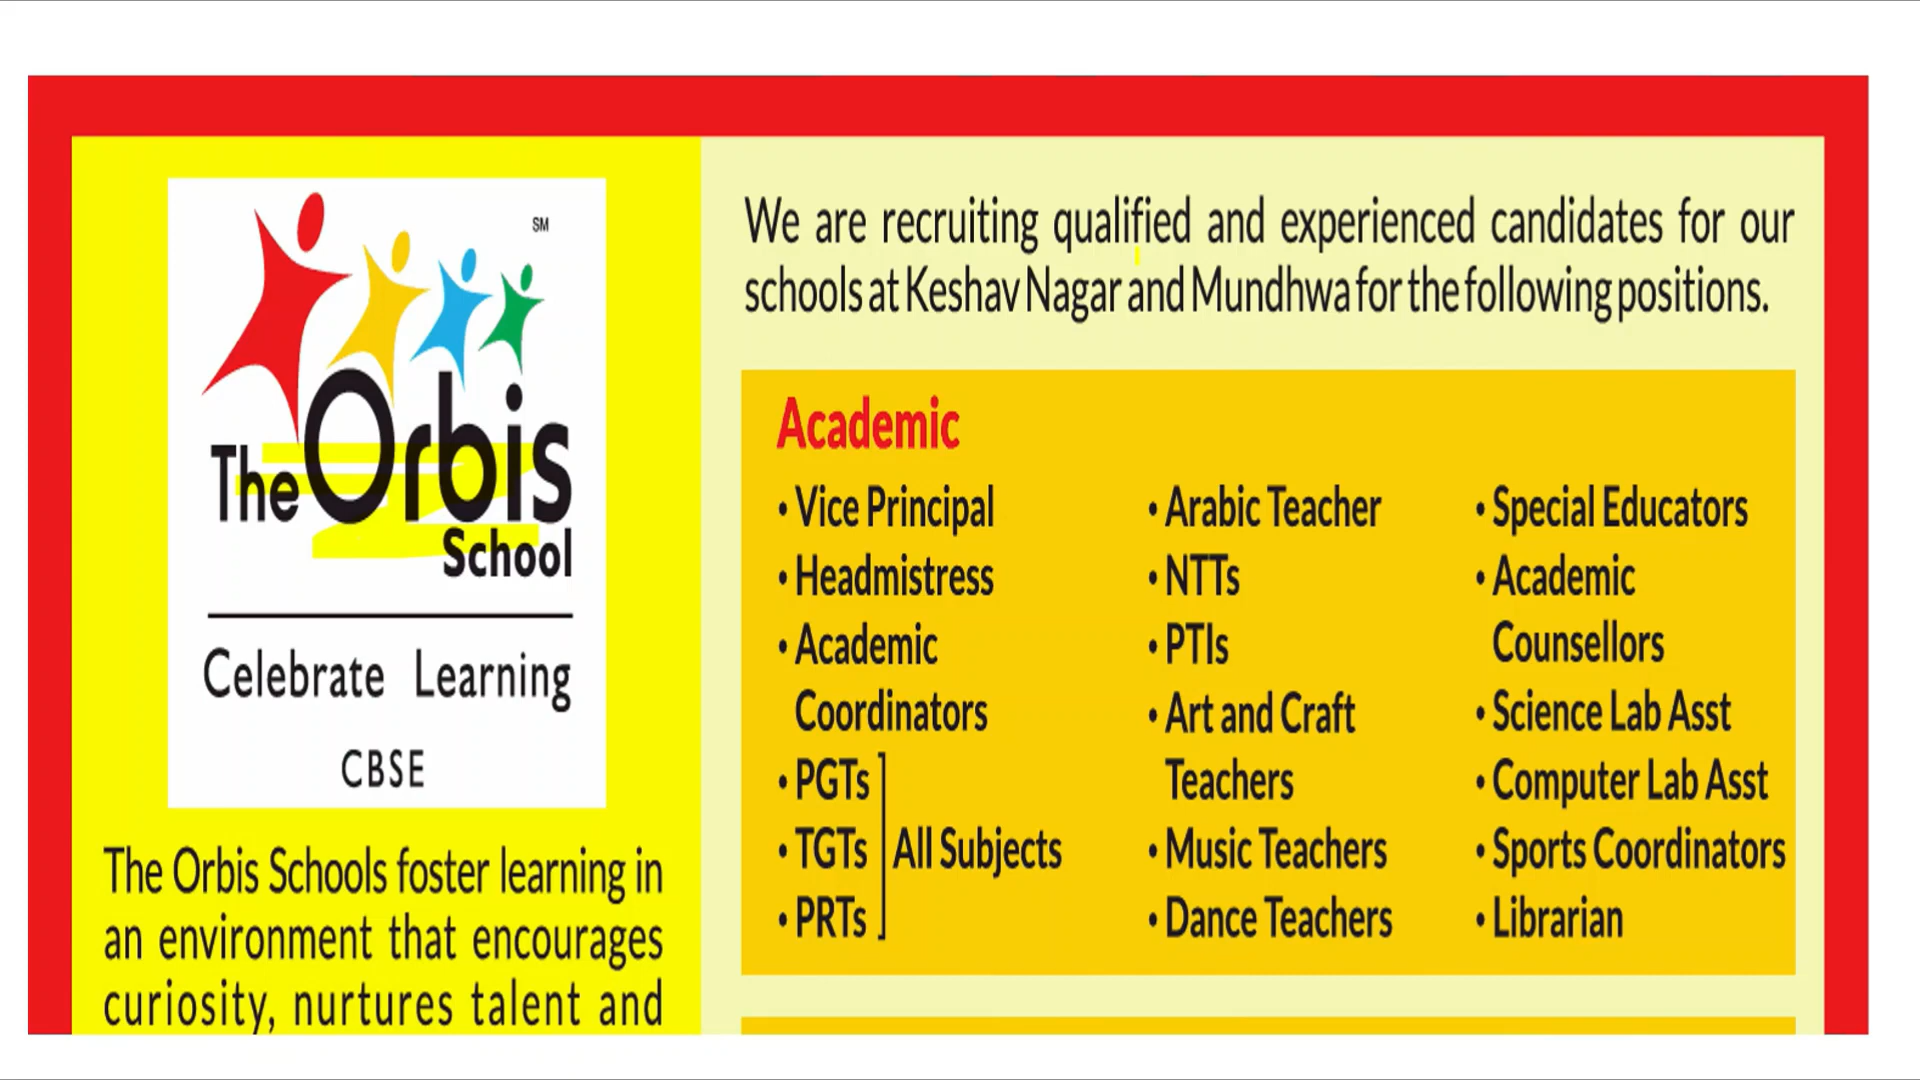 SM
The Orbis
School
Celebrate Learning
CBSE
The Orbis Schools foster learning in
an environment that encourages
curiosity, nurtures talent and
We are recruiting qualified and experienced candidates for our
schools at Keshav Nagar and Mundhwa for the following positions.
Academic
• Vice Principal
• Headmistress
• Academic
Coordinators
• PGTs
• TGTs
• PRTs
All Subjects
• Arabic Teacher
• NTTs
• PTIs
• Art and Craft
Teachers
• Music Teachers
• Dance Teachers
• Special Educators
• Academic
Counsellors
• Science Lab Asst
• Computer Lab Asst
• Sports Coordinators
• Librarian